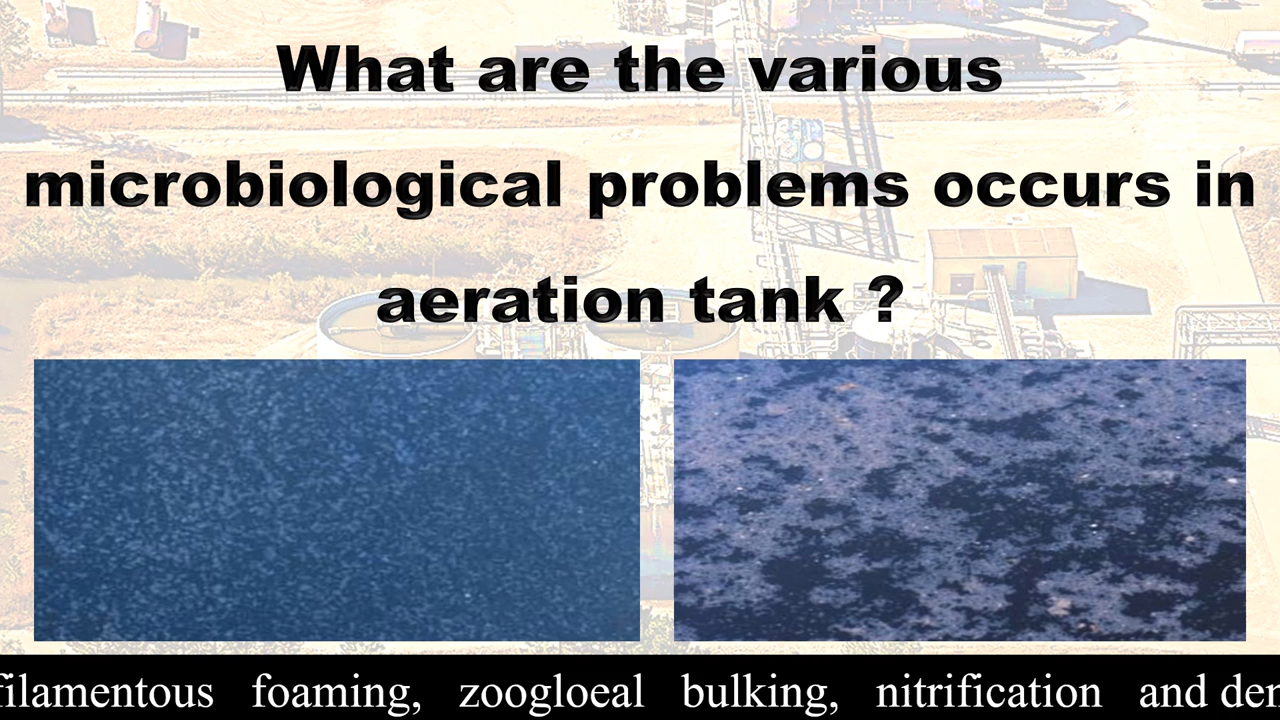 What are the various
microbiological problems occurs in
aeration tank ?
filamentous foaming, zoogloeal bulking, nitrification and